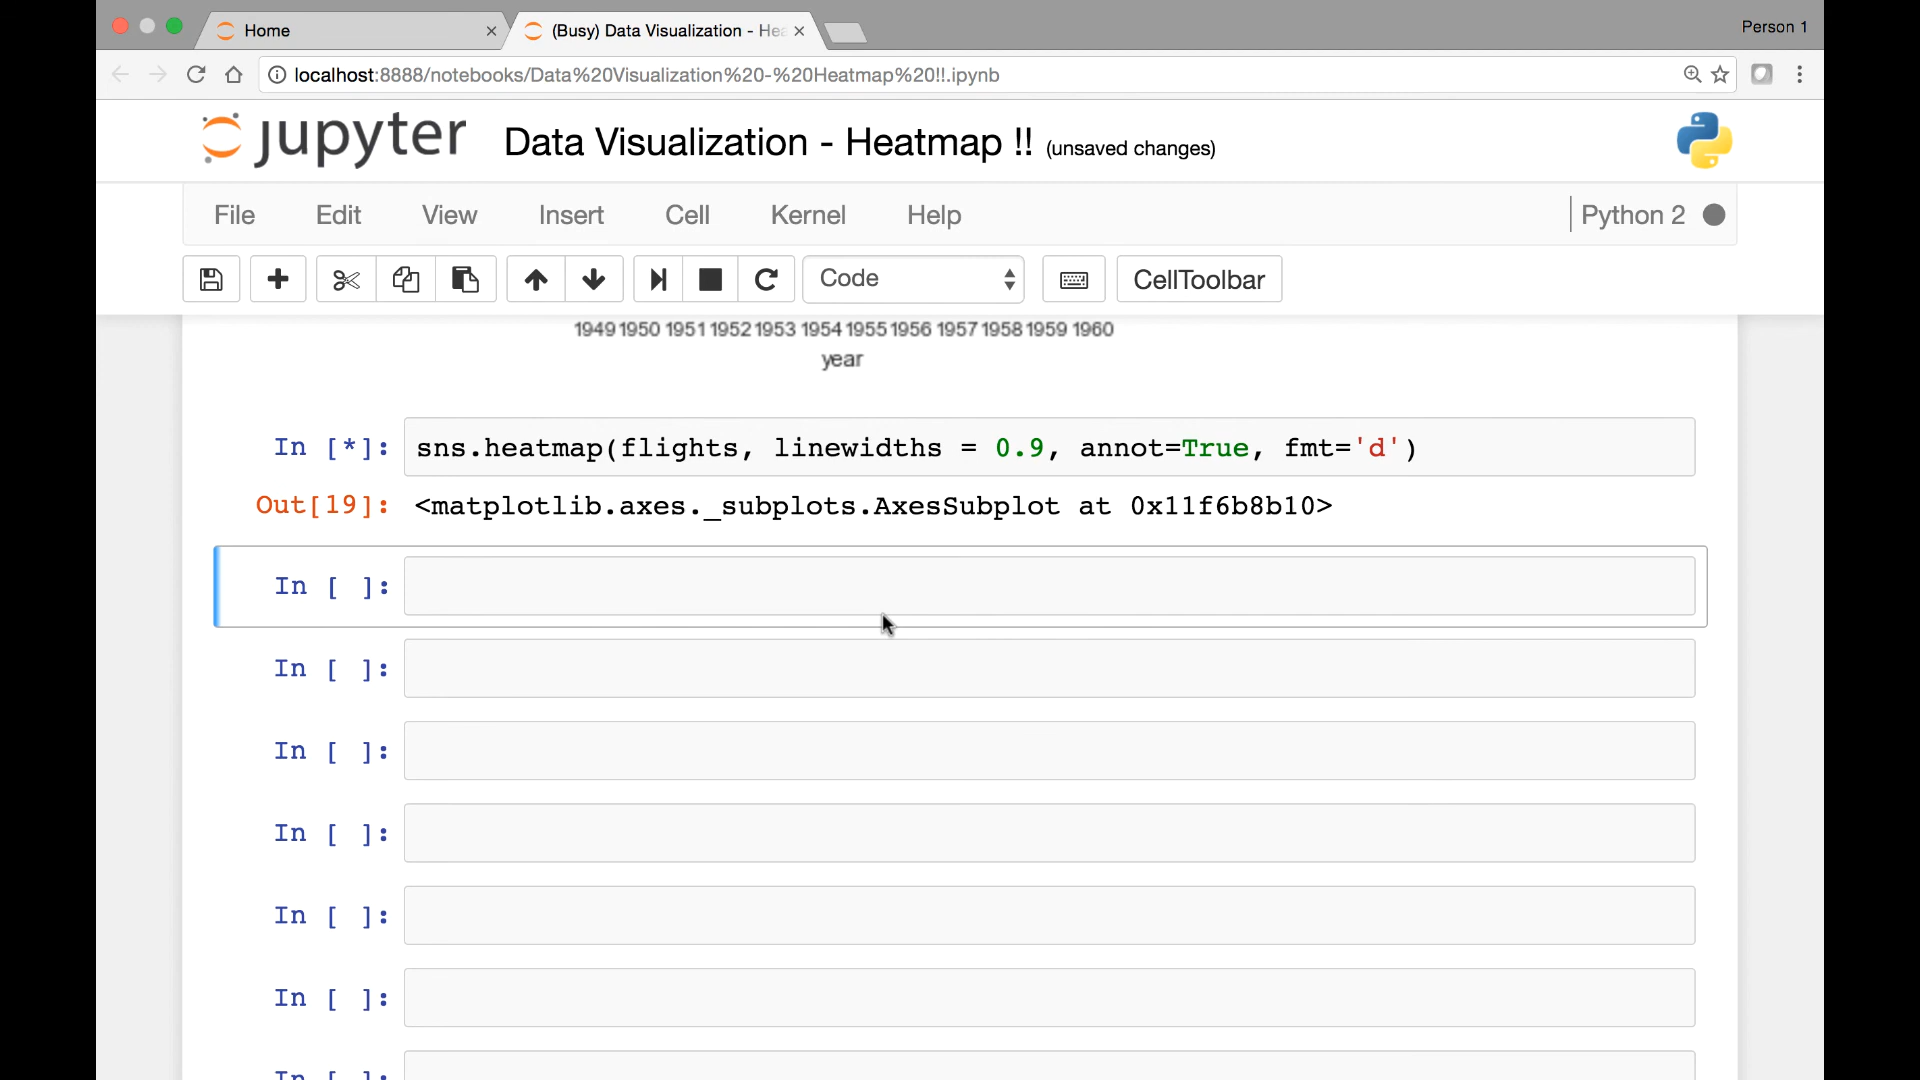 Home
(Busy) Data Visualization - Hea
Person 1
localhost:8888/notebooks/Data%20Visualization%20-%20Heatmap%20!!.ipynb
jupyter Data Visualization - Heatmap !! (unsaved changes)
File Edit View Insert Cell Kernel Help Python 2
Code CellToolbar
1949 1950 1951 1952 1953 1954 1955 1956 1957 1958 1959 1960
year
In [*]: sns.heatmap(flights, linewidths = 0.9, annot=True, fmt='d')
Out[19]: <matplotlib.axes._subplots.AxesSubplot at 0x11f6b8b10>
In [ ]:
In [ ]:
In [ ]:
In [ ]:
In [ ]:
In [ ]:
In [ ]: